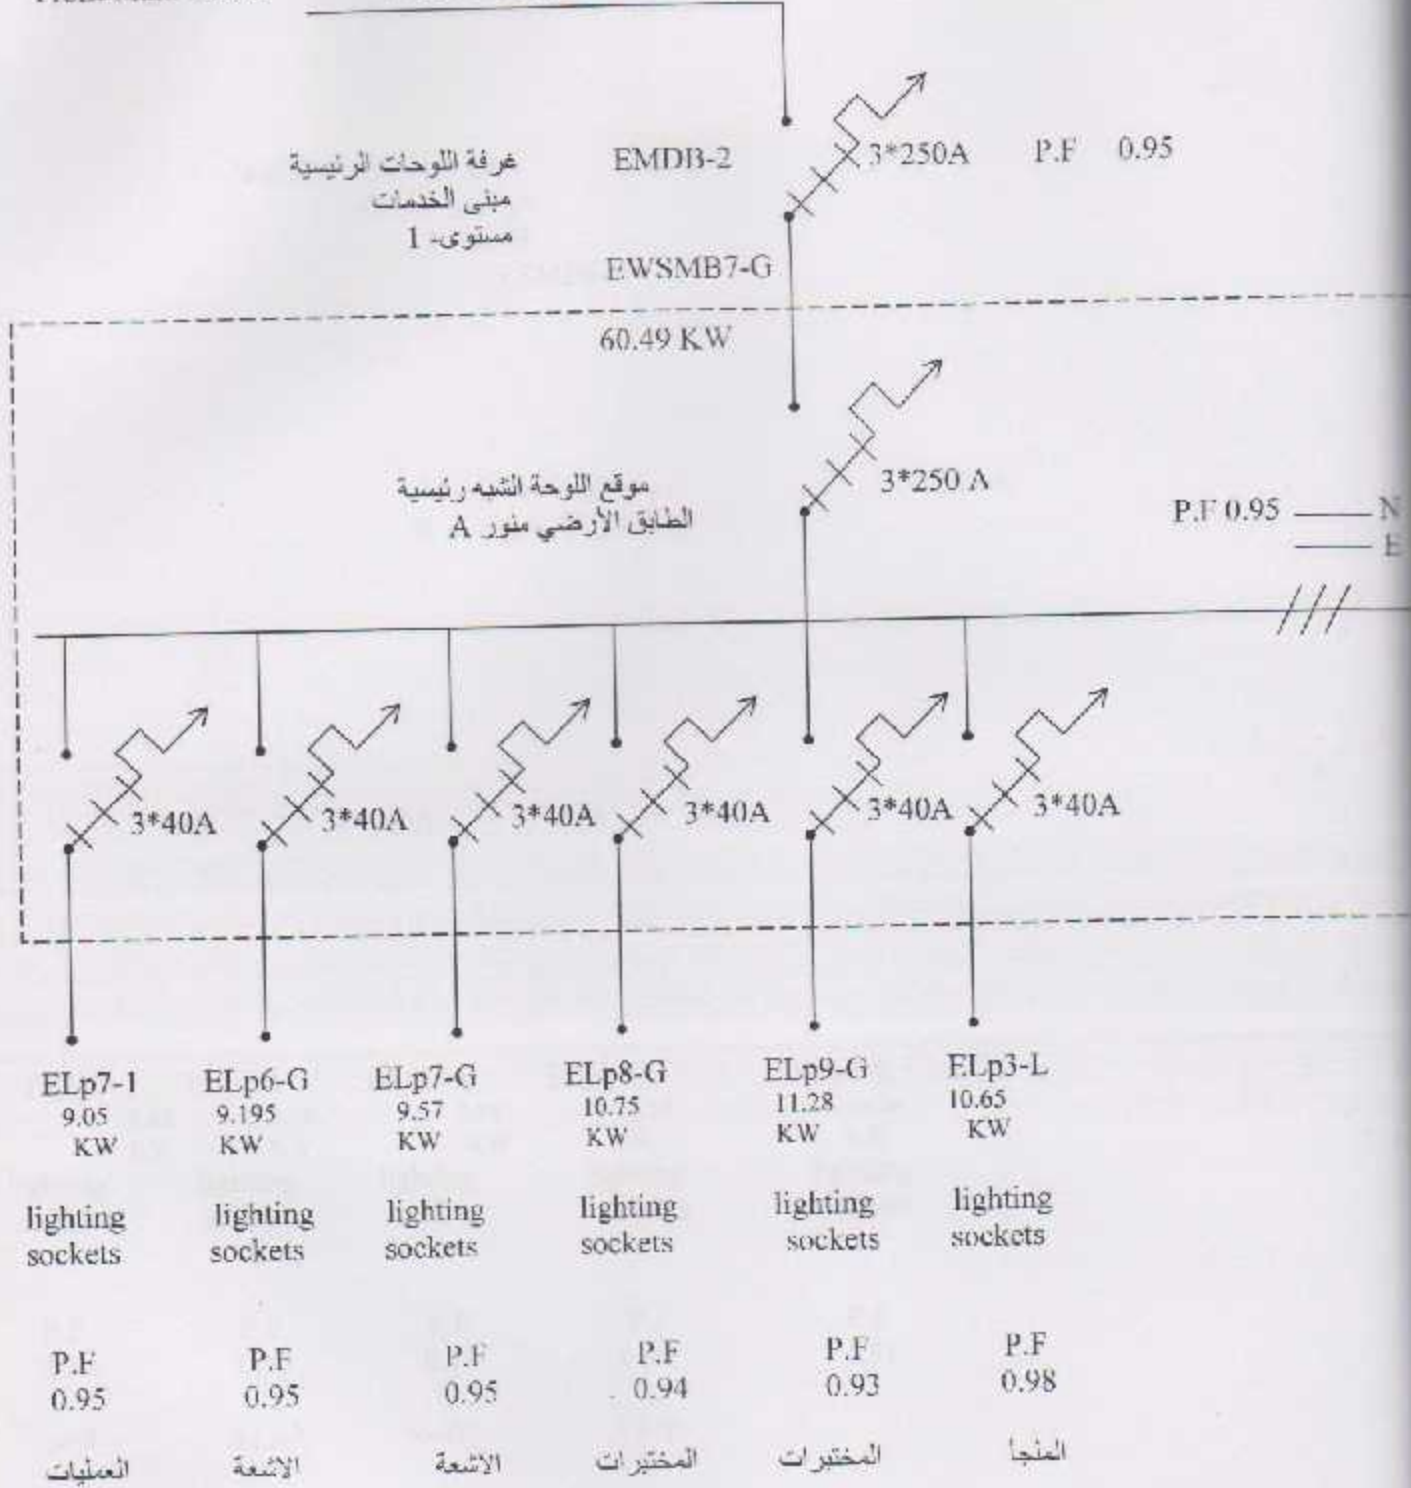 غرفة اللوحات الرئيسية
مبنى الخدمات
مستوى- 1
EMDB-2
3*250A P.F 0.95
EWSMB7-G
60.49 KW
3*250 A
موقع اللوحة الشبه رئيسية
الطابق الأرضي منور A
P.F 0.95
N
E
3*40A 3*40A 3*40A 3*40A 3*40A 3*40A
ELp7-1 ELp6-G ELp7-G ELp8-G ELp9-G ELp3-L
9.05 9.195 9.57 10.75 11.28 10.65
KW KW KW KW KW KW
lighting lighting lighting lighting lighting lighting
sockets sockets sockets sockets sockets sockets
P.F P.F P.F P.F P.F P.F
0.95 0.95 0.95 0.94 0.93 0.98
العمليات الاشعة الاشعة المختبرات المختبرات الملجا